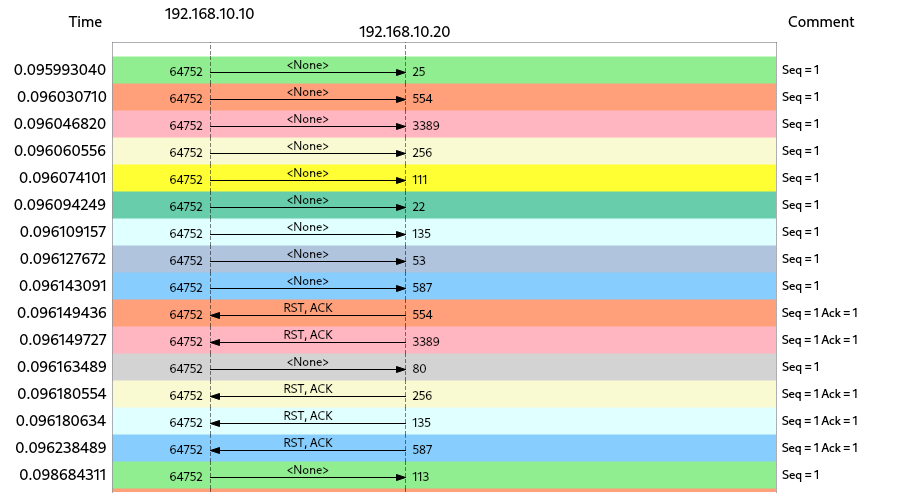 192.168.10.10
Time 192.168.10.20 Comment
0.095993040 64752 <None> 25 Seq = 1
0.096030710 64752 <None> 554 Seq = 1
0.096046820 64752 <None> 3389 Seq = 1
0.096060556 64752 <None> 256 Seq = 1
0.096074101 64752 <None> 111 Seq = 1
0.096094249 64752 <None> 22 Seq = 1
0.096109157 64752 <None> 135 Seq = 1
0.096127672 64752 <None> 53 Seq = 1
0.096143091 64752 <None> 587 Seq = 1
0.096149436 64752 RST, ACK 554 Seq = 1 Ack = 1
0.096149727 64752 RST, ACK 3389 Seq = 1 Ack = 1
0.096163489 64752 <None> 80 Seq = 1
0.096180554 64752 RST, ACK 256 Seq = 1 Ack = 1
0.096180634 64752 RST, ACK 135 Seq = 1 Ack = 1
0.096238489 64752 RST, ACK 587 Seq = 1 Ack = 1
0.098684311 64752 <None> 113 Seq = 1